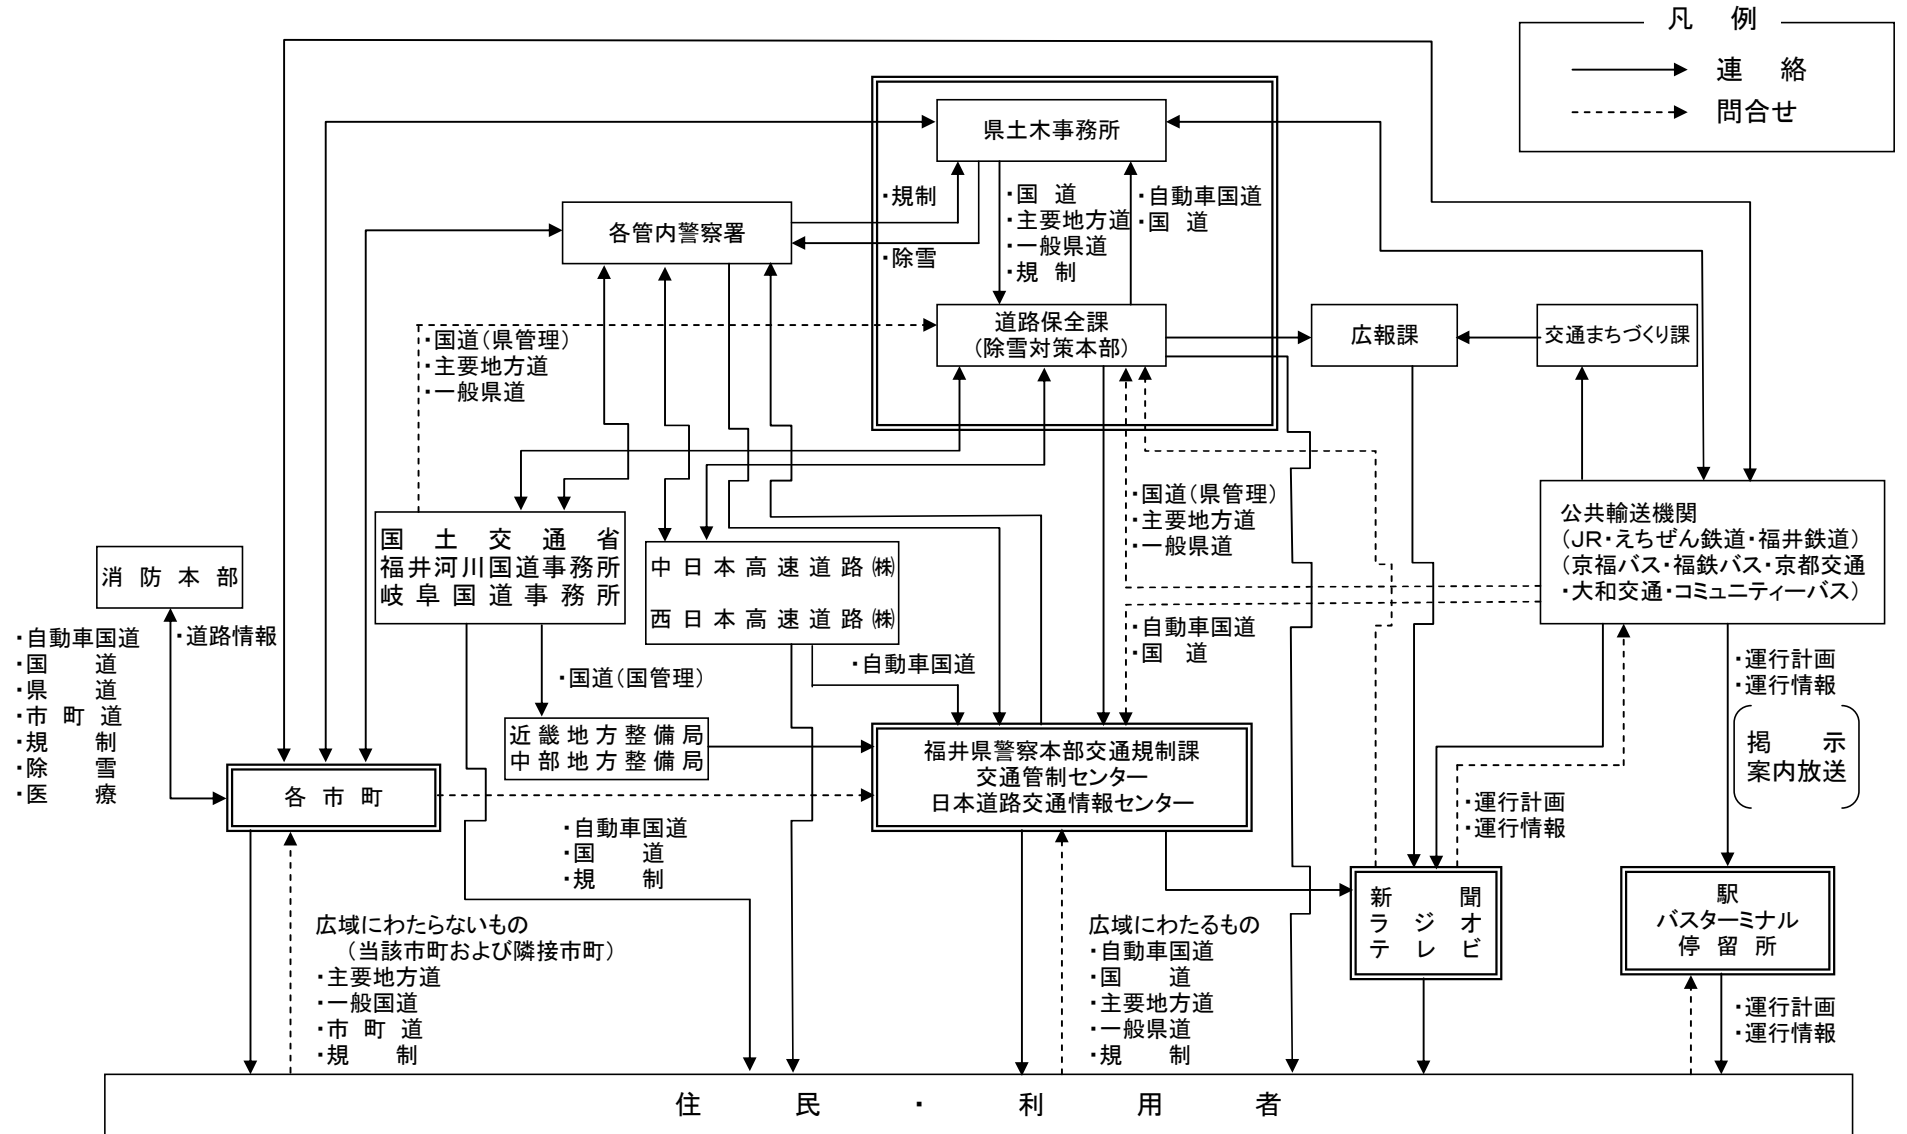 凡 例
連 絡
問合せ
県土木事務所
・規制
・国 道
・主要地方道
・一般県道
・規 制
・自動車国道
・国 道
各管内警察署
・除雪
道路保全課
（除雪対策本部）
広報課
交通まちづくり課
・国道（県管理）
・主要地方道
・一般県道
・国道（県管理）
・主要地方道
・一般県道
公共輸送機関
（ＪＲ・えちぜん鉄道・福井鉄道）
（京福バス・福鉄バス・京都交通
・大和交通・コミュニティーバス）
国 土 交 通 省
福井河川国道事務所
岐阜国道事務所
中日本高速道路㈱
西日本高速道路㈱
消防本部
・道路情報
・自動車国道
・国 道
・県 道
・市 町 道
・規 制
・除 雪
・医 療
・自動車国道
・国道（国管理）
・自動車国道
・国 道
・運行計画
・運行情報
掲 示
案内放送
近畿地方整備局
中部地方整備局
福井県警察本部交通規制課
交通管制センター
日本道路交通情報センター
各 市 町
・運行計画
・運行情報
・自動車国道
・国 道
・規 制
新 聞
ラ ジ オ
テ レ ビ
駅
バスターミナル
停 留 所
広域にわたらないもの
（当該市町および隣接市町）
・主要地方道
・一般国道
・市 町 道
・規 制
広域にわたるもの
・自動車国道
・国 道
・主要地方道
・一般県道
・規 制
・運行計画
・運行情報
住 民 ・ 利 用 者